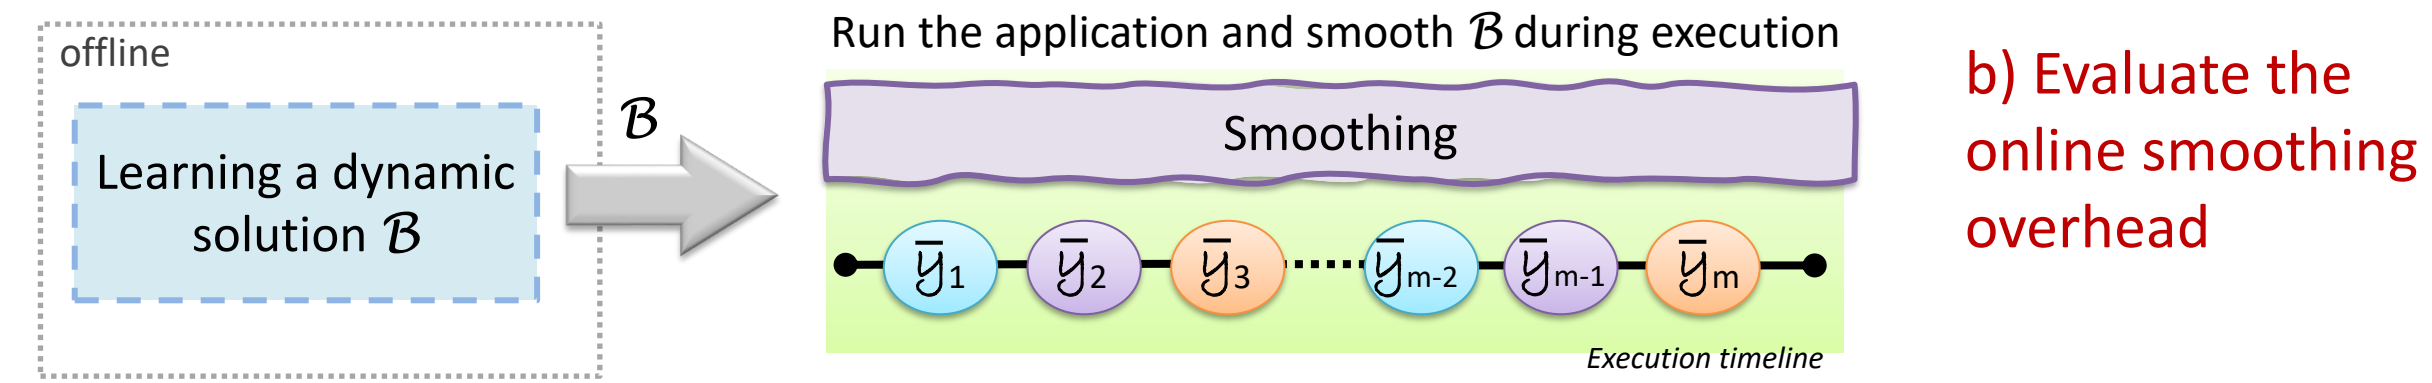 offline
Learning a dynamic
solution ℬ
ℬ
Run the application and smooth ℬ during execution
Smoothing
ȳ1 ȳ2 ȳ3 ȳm-2 ȳm-1 ȳm
Execution timeline
b) Evaluate the
online smoothing
overhead